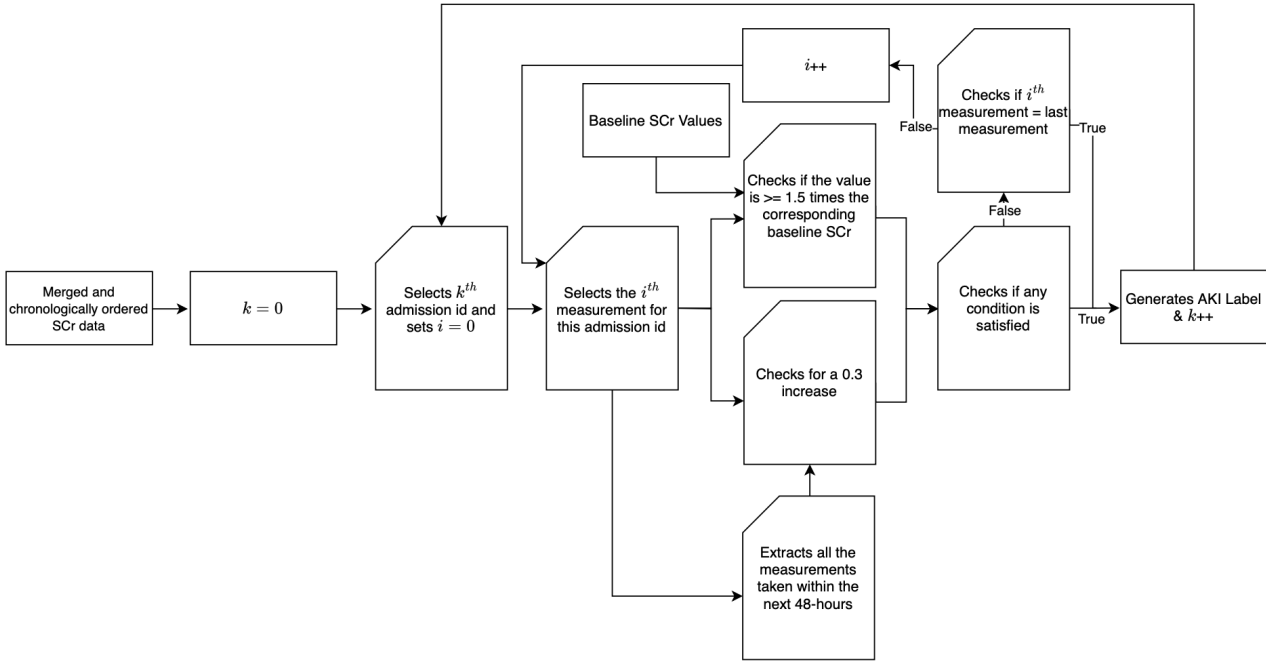 Merged and
chronologically ordered
SCr data
k = 0
Selects kth
admission id and
sets i = 0
Selects the ith
measurement for
this admission id
Baseline SCr Values
i++
Checks if the value
is >= 1.5 times the
corresponding
baseline SCr
Checks for a 0.3
increase
Extracts all the
measurements
taken within the
next 48-hours
Checks if any
condition is
satisfied
False
True
Checks if ith
measurement = last
measurement
False
True
Generates AKI Label
& k++